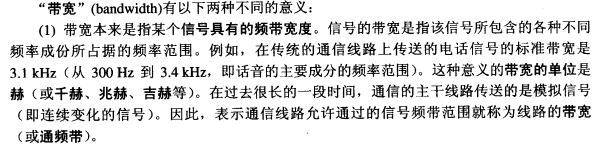 “带宽”(bandwidth)有以下两种不同的意义：
(1) 带宽本来是指某个信号具有的频带宽度。信号的带宽是指该信号所包含的各种不同
频率成份所占据的频率范围。例如，在传统的通信线路上传送的电话信号的标准带宽是
3.1 kHz（从 300 Hz 到 3.4 kHz，即话音的主要成分的频率范围）。这种意义的带宽的单位是
赫（或千赫、兆赫、吉赫等）。在过去很长的一段时间，通信的主干线路传送的是模拟信号
（即连续变化的信号）。因此，表示通信线路允许通过的信号频带范围就称为线路的带宽
（或通频带）。